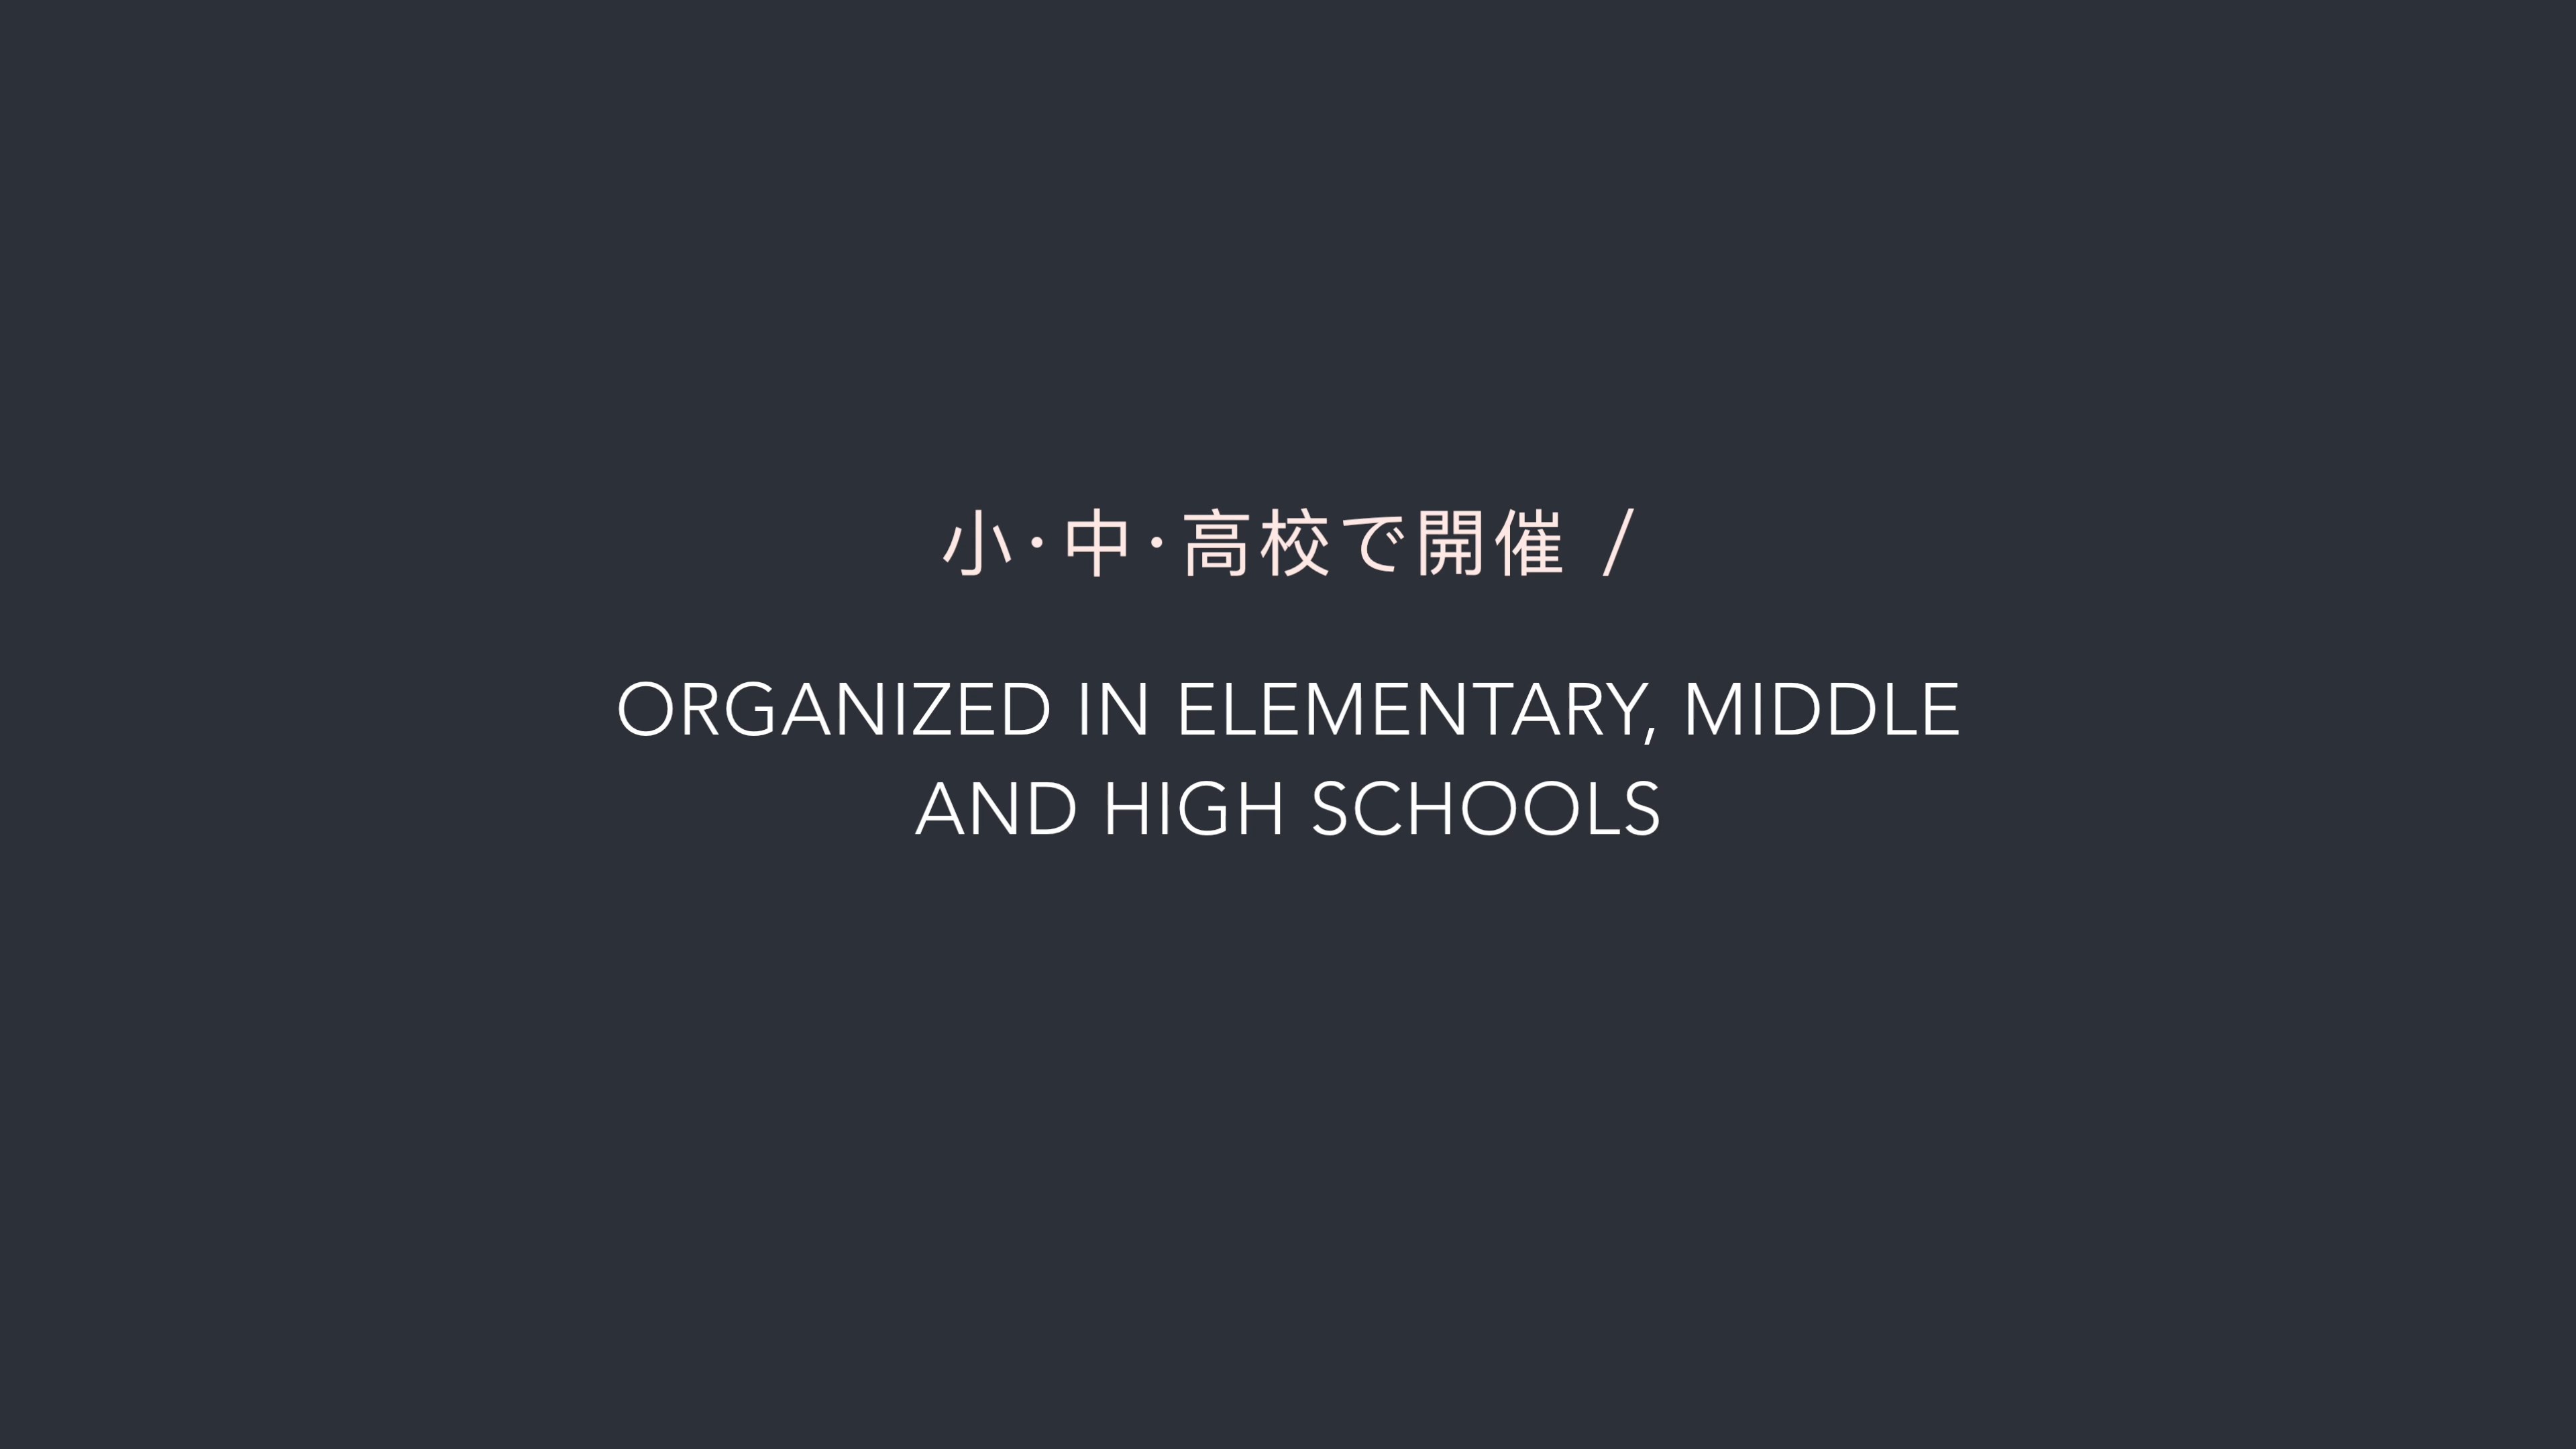 小・中・高校で開催 /
ORGANIZED IN ELEMENTARY, MIDDLE
AND HIGH SCHOOLS